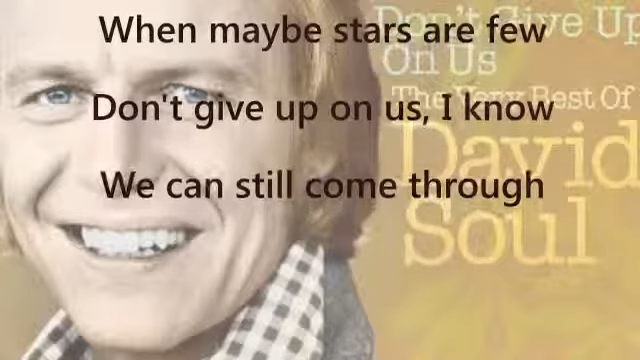 When maybe stars are few
Don't Give Up
On Us
Don't give up on us, I know
The Very Best Of
David
We can still come through
Soul